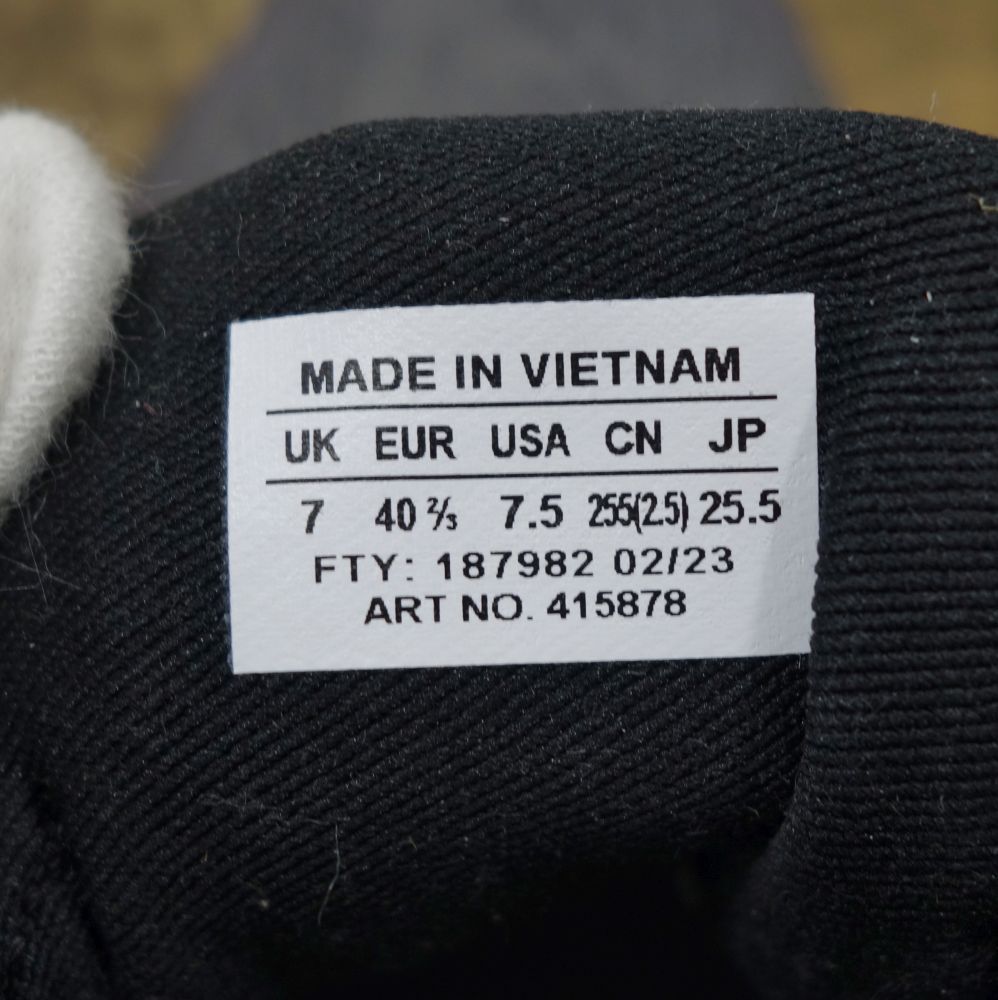 MADE IN VIETNAM
UK EUR USA CN JP
7 40 ⅔ 7.5 255(2.5) 25.5
FTY: 187982 02/23
ART NO. 415878